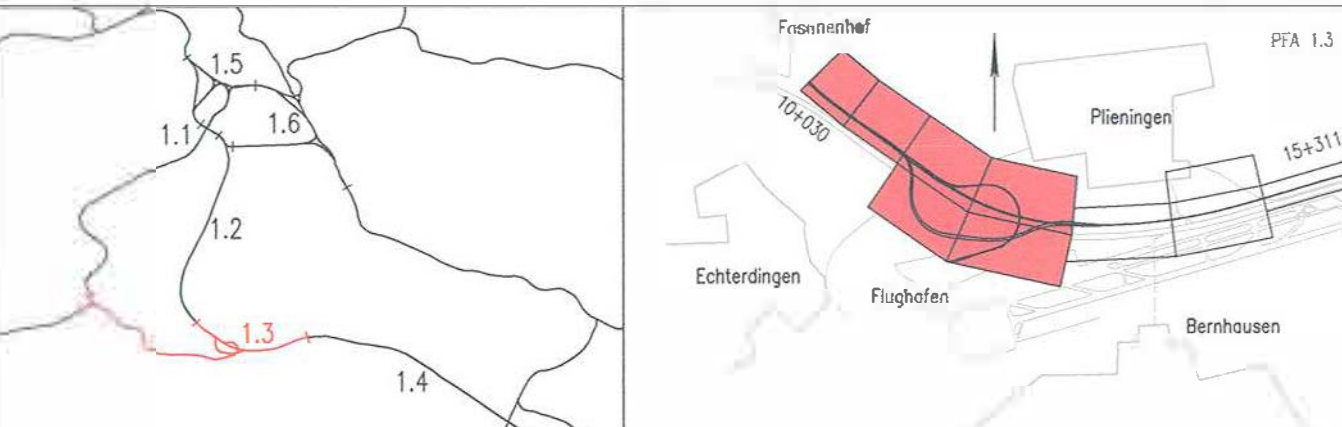 1.5
1.1
1.6
1.2
1.3
1.4
Fasanenhof
PFA 1.3
10+030
Plieningen
15+311
Echterdingen
Flughafen
Bernhausen